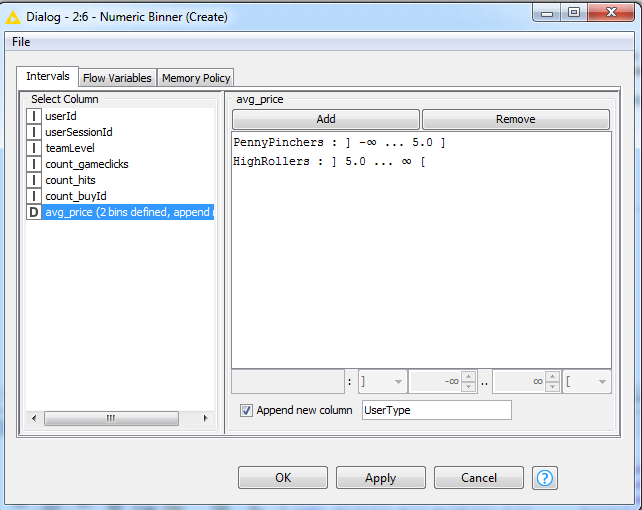 Dialog - 2:6 - Numeric Binner (Create)
File
Intervals Flow Variables Memory Policy
Select Column
I userId
I userSessionId
I teamLevel
I count_gameclicks
I count_hits
I count_buyId
D avg_price (2 bins defined, append
avg_price
Add Remove
PennyPinchers : ] -∞ ... 5.0 ]
HighRollers : ] 5.0 ... ∞ [
: ] -∞ .. ∞ [
Append new column UserType
OK Apply Cancel ?